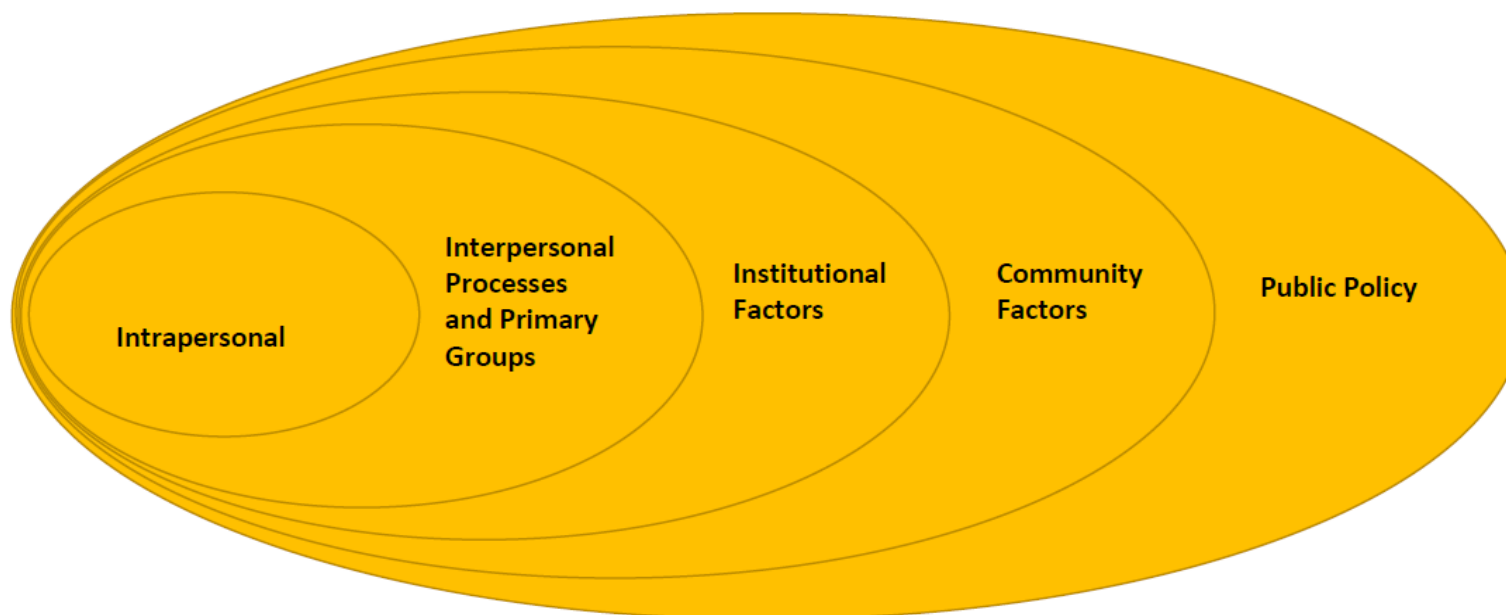 Intrapersonal
Interpersonal
Processes
and Primary
Groups
Institutional
Factors
Community
Factors
Public Policy